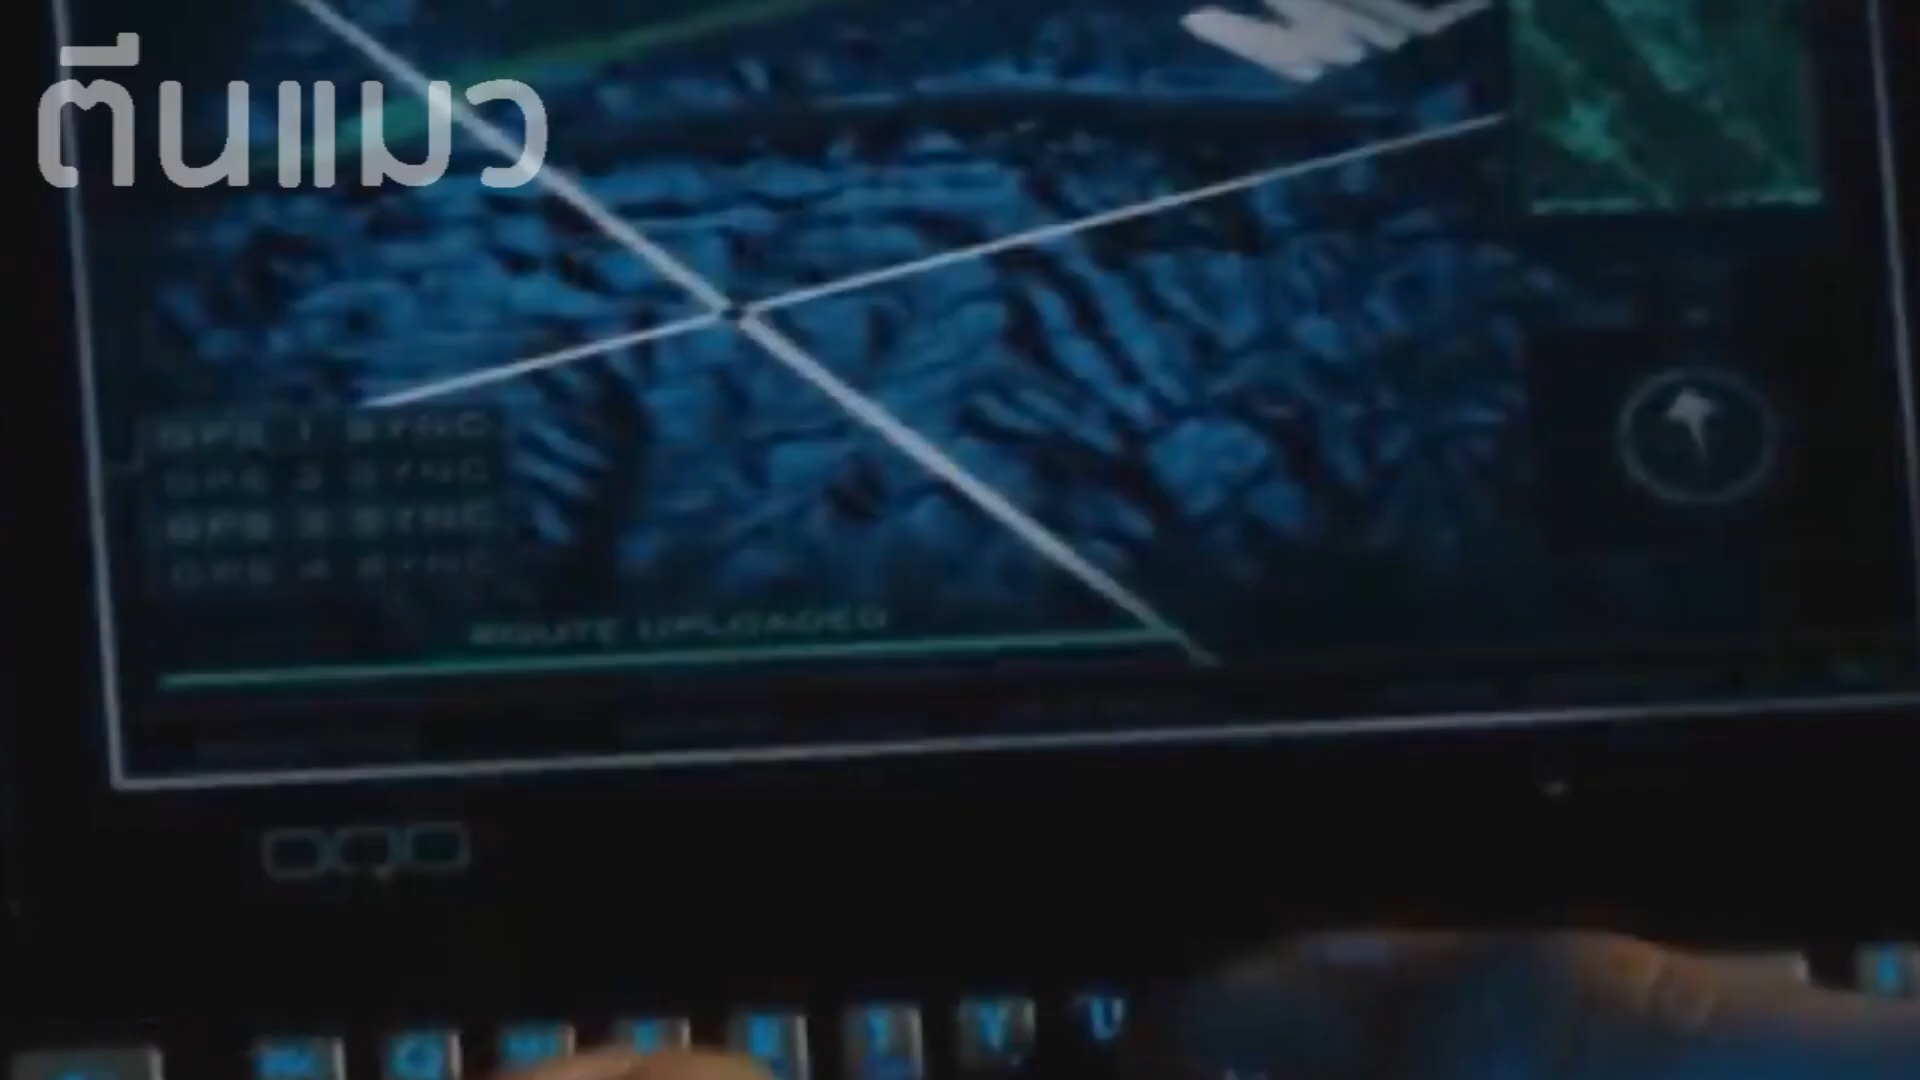 ตีนแมว
GPS 1 SYNC
GPS 2 SYNC
GPS 3 SYNC
GPS 4 SYNC
ROUTE UPLOADED
OQO
Q W E R T Y U